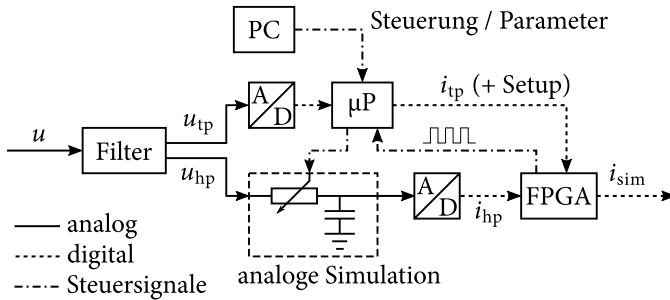 PC
Steuerung / Parameter
A
D
µP
i_tp (+ Setup)
u
Filter
u_tp
u_hp
A
D
i_hp
FPGA
i_sim
analog
digital
Steuersignale
analoge Simulation